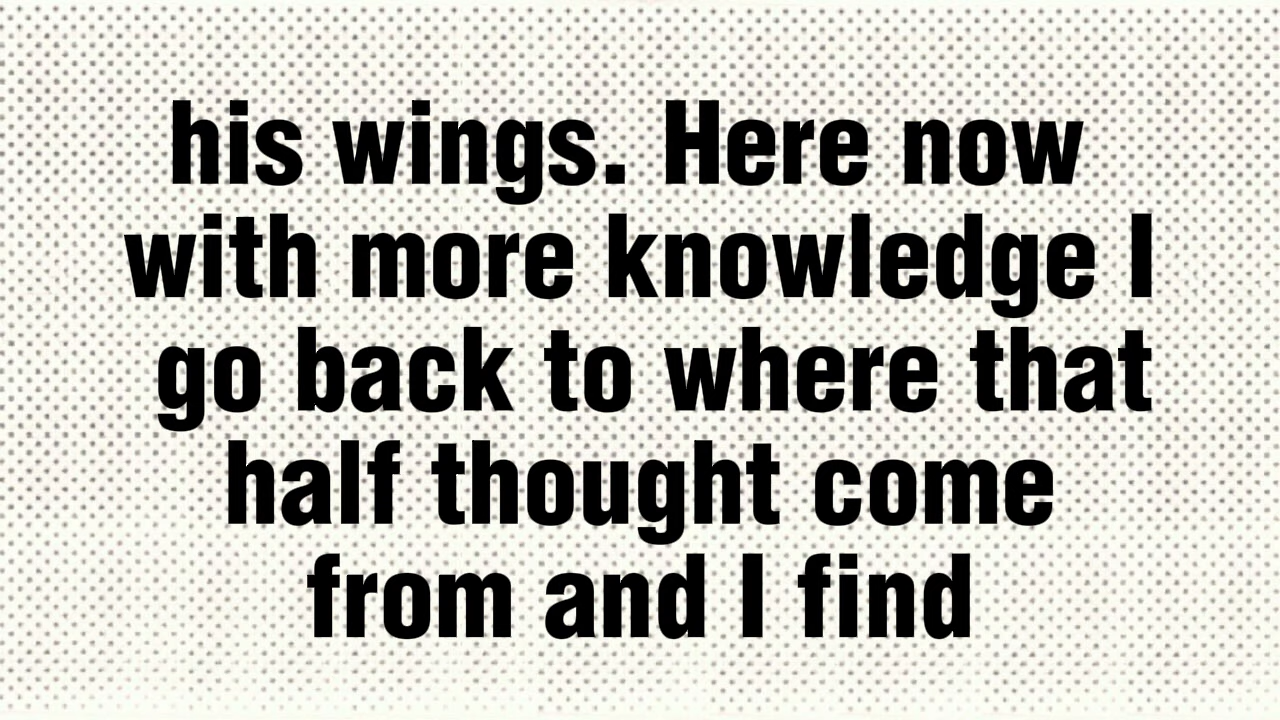 his wings. Here now
with more knowledge I
go back to where that
half thought come
from and I find